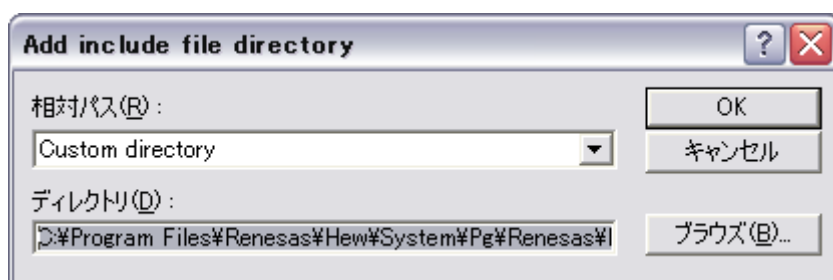 Add include file directory
相対パス(R) :
Custom directory
ディレクトリ(D) :
C:¥Program Files¥Renesas¥Hew¥System¥Pg¥Renesas¥
OK
キャンセル
ブラウズ(B)...